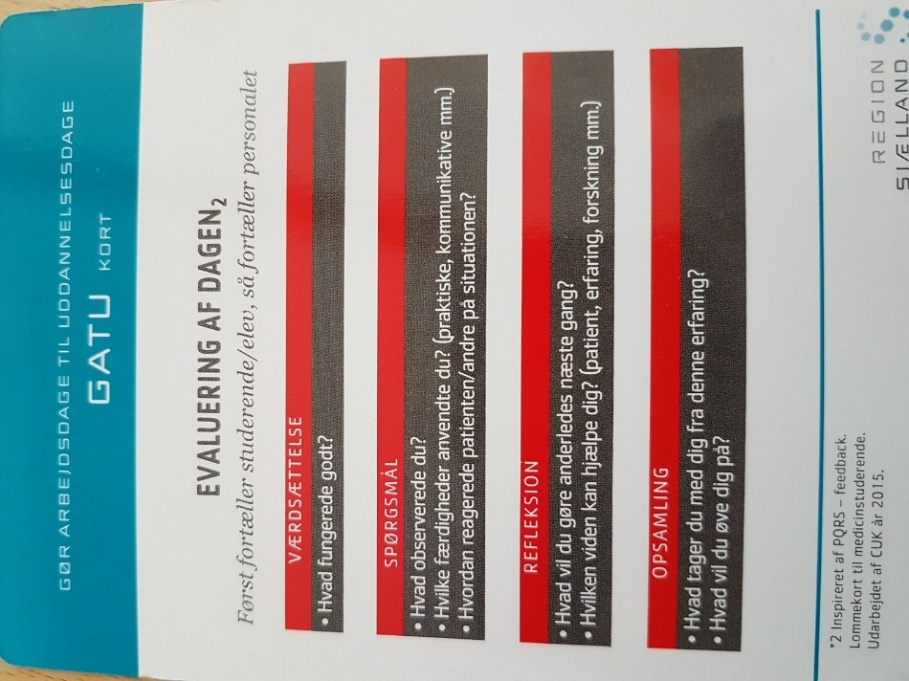 GØR ARBEJDSDAGE TIL UDDANNELSESDAGE
GATU KORT
EVALUERING AF DAGEN2
Først fortæller studerende/elev, så fortæller personalet
VÆRDSÆTTELSE
• Hvad fungerede godt?
SPØRGSMÅL
• Hvad observerede du?
• Hvilke færdigheder anvendte du? (praktiske, kommunikative mm.)
• Hvordan reagerede patienten/andre på situationen?
REFLEKSION
• Hvad vil du gøre anderledes næste gang?
• Hvilken viden kan hjælpe dig? (patient, erfaring, forskning mm.)
OPSAMLING
• Hvad tager du med dig fra denne erfaring?
• Hvad vil du øve dig på?
*2 Inspireret af PQRS – feedback.
Lommekort til medicinstuderende.
Udarbejdet af CUK år 2015.
REGION
SJÆLLAND